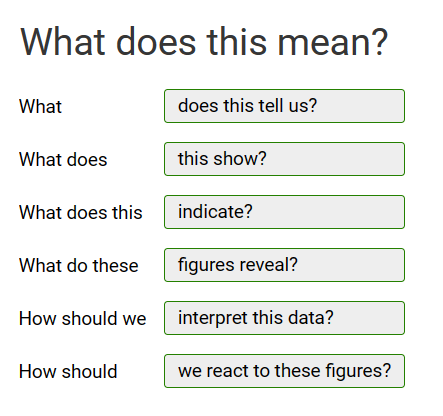 What does this mean?
What does this tell us?
What does this show?
What does this indicate?
What do these figures reveal?
How should we interpret this data?
How should we react to these figures?